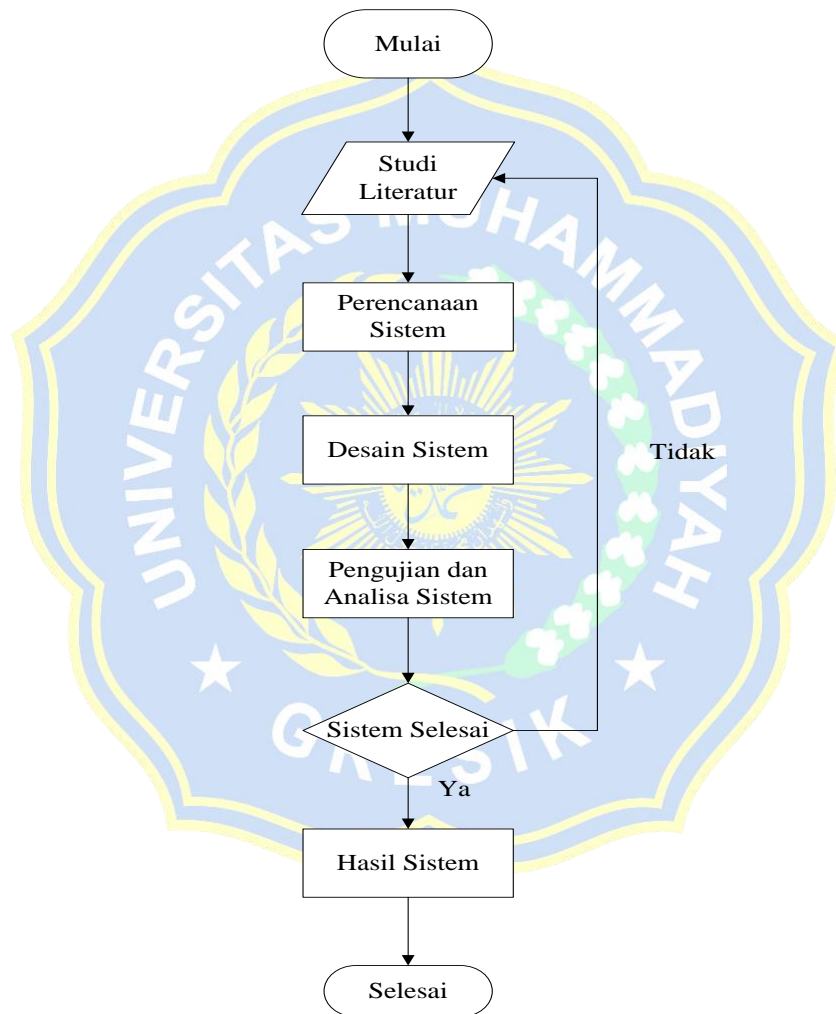 Mulai
Studi
Literatur
UNIVERSITAS MUHAMMADIYAH
Perencanaan
Sistem
Desain Sistem
Tidak
Pengujian dan
Analisa Sistem
Sistem Selesai
GRESIK
Ya
Hasil Sistem
Selesai